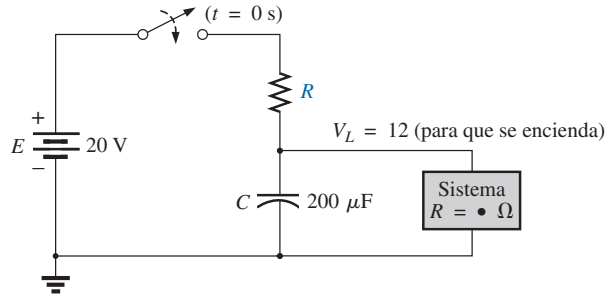 (t = 0 s)
R
+
E
20 V
−
V_L = 12 (para que se encienda)
C
200 μF
Sistema
R = • Ω